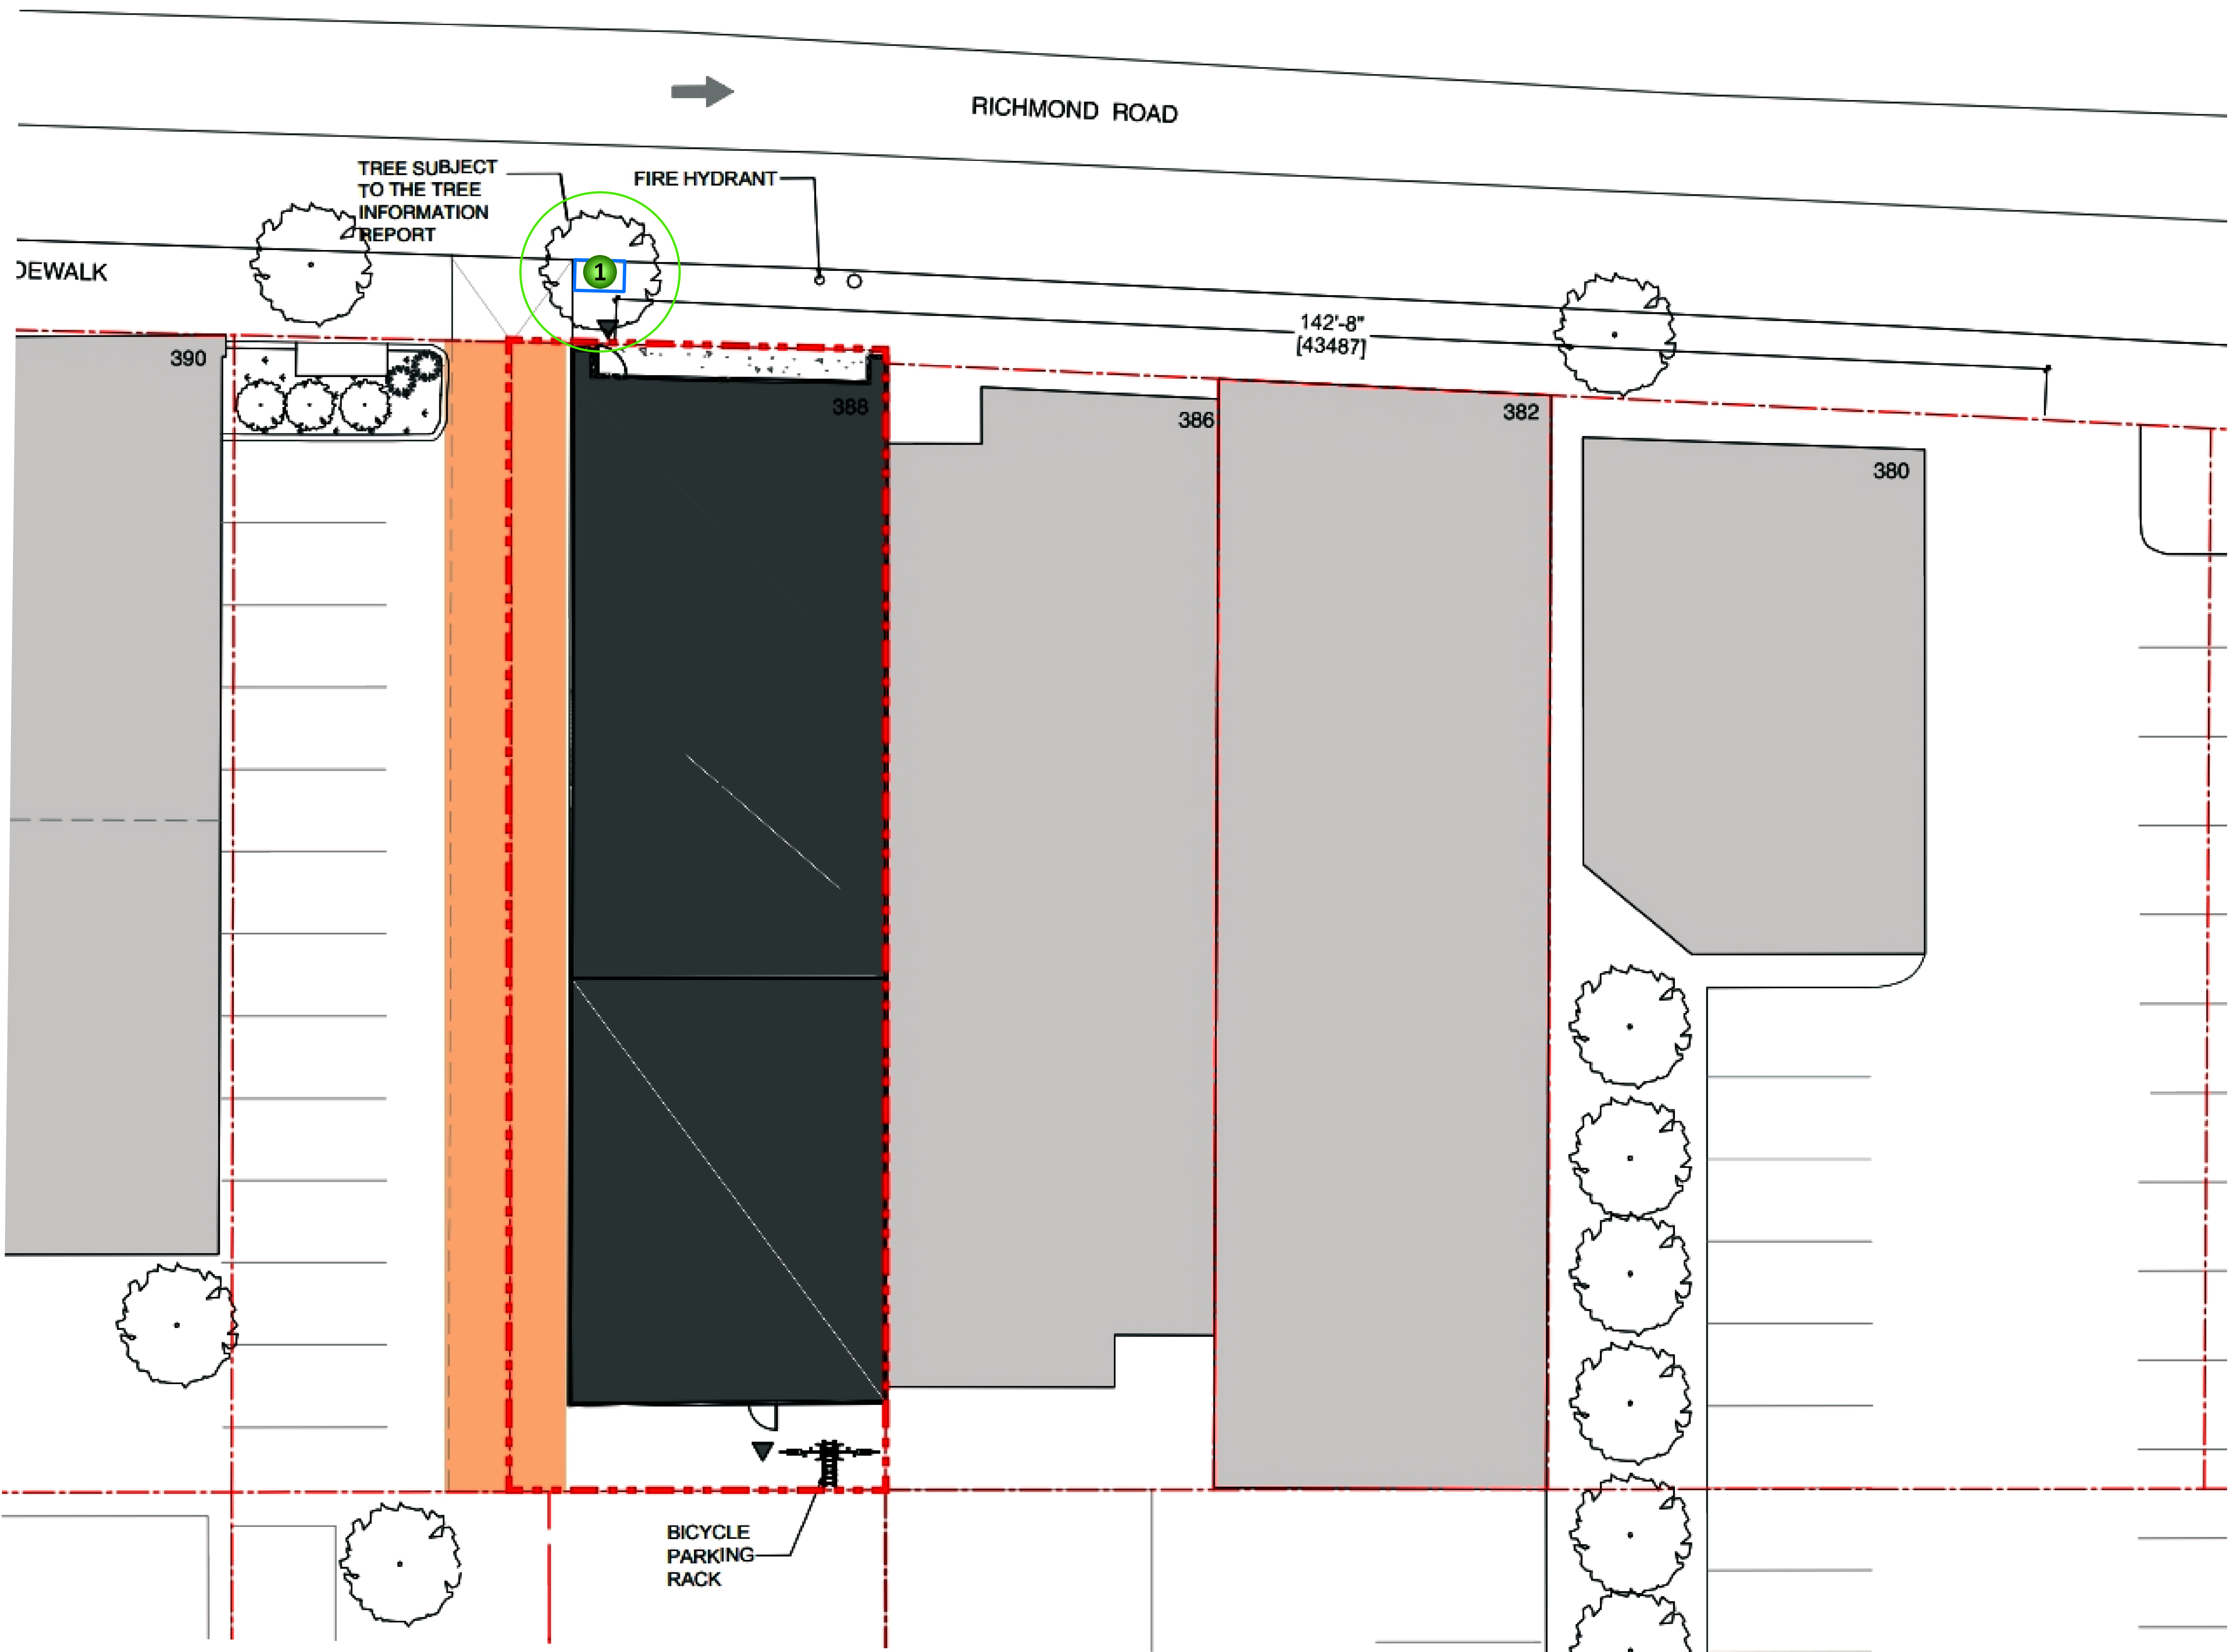 RICHMOND ROAD
TREE SUBJECT
TO THE TREE
INFORMATION
REPORT
FIRE HYDRANT
1
DEWALK
142'-8"
[43487]
390
388
386
382
380
BICYCLE
PARKING
RACK